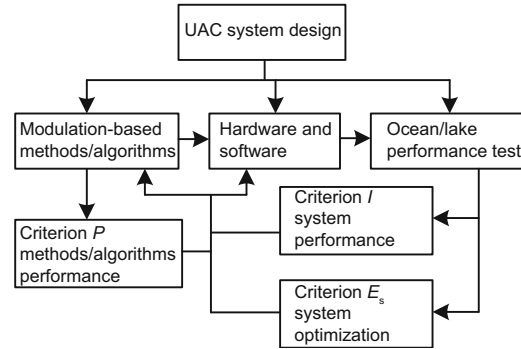 UAC system design
Modulation-based
methods/algorithms
Hardware and
software
Ocean/lake
performance test
Criterion P
methods/algorithms
performance
Criterion I
system
performance
Criterion Es
system
optimization